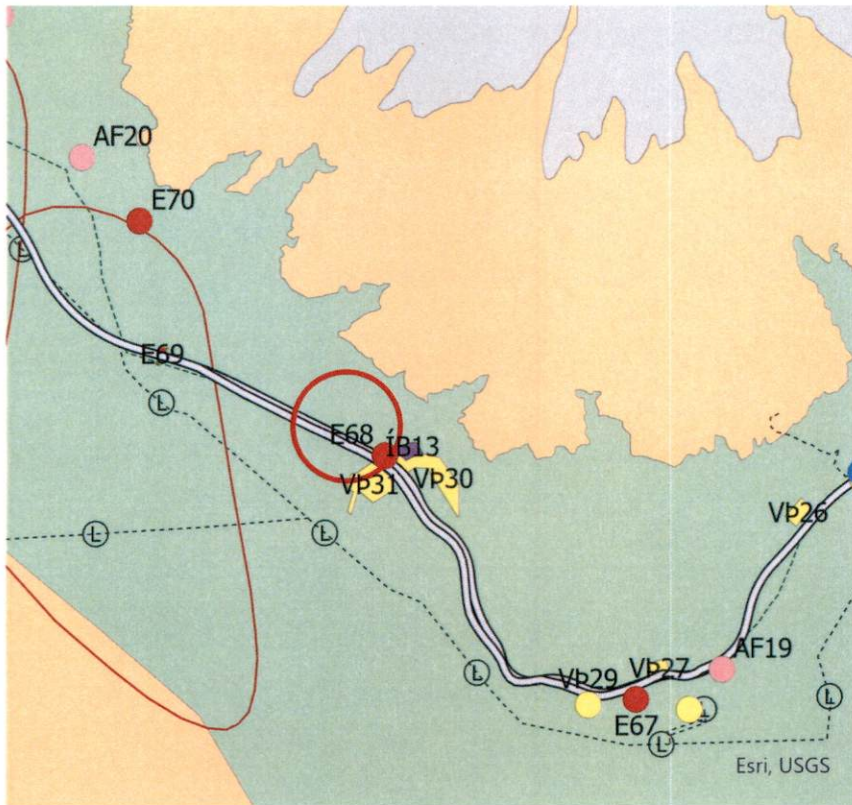 AF20
E70
E69
E68
ÍB13
VÞ31
VÞ30
VÞ26
AF19
VÞ27
VÞ29
E67
Ł
Ł
Ł
Ł
Ł
Ł
Ł
Ł
Esri, USGS